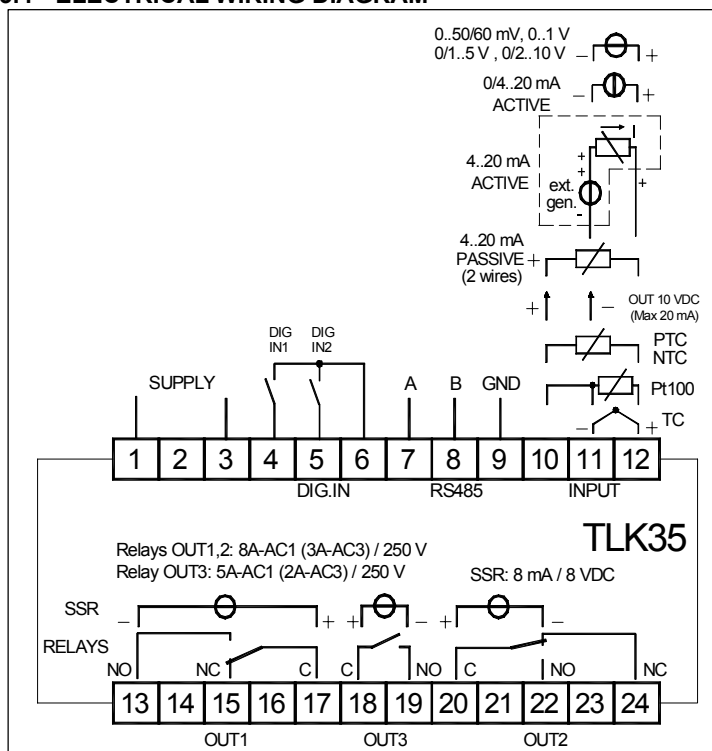 ELECTRICAL WIRING DIAGRAM
0..50/60 mV, 0..1 V
0/1..5 V , 0/2..10 V
− +
0/4..20 mA
ACTIVE
− +
I
4..20 mA
ACTIVE
+
+
ext.
gen.
-
+
4..20 mA
PASSIVE +
(2 wires)
+ −
OUT 10 VDC
(Max 20 mA)
PTC
NTC
Pt100
− + TC
DIG
IN1
DIG
IN2
SUPPLY
A B GND
1 2 3 4 5 6 7 8 9 10 11 12
DIG.IN RS485 INPUT
TLK35
Relays OUT1,2: 8A-AC1 (3A-AC3) / 250 V
Relay OUT3: 5A-AC1 (2A-AC3) / 250 V
SSR: 8 mA / 8 VDC
SSR − + + − + −
RELAYS
NO NC C C NO C NO NC
13 14 15 16 17 18 19 20 21 22 23 24
OUT1 OUT3 OUT2